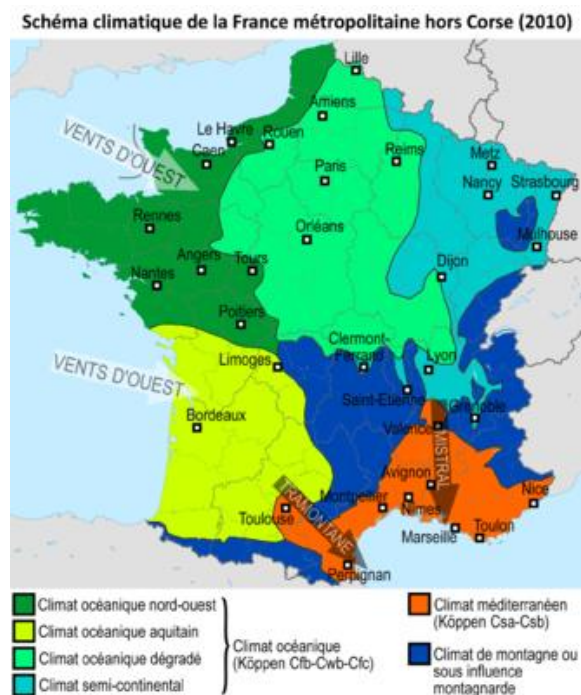 Schéma climatique de la France métropolitaine hors Corse (2010)
Lille
Amiens
Le Havre
Rouen
VENTS D'OUEST
Caen
Reims
Metz
Paris
Nancy
Strasbourg
Rennes
Orléans
Mulhouse
Angers
Tours
Dijon
Nantes
Poitiers
Clermont-
Ferrand
Limoges
Lyon
VENTS D'OUEST
Saint-Etienne
Grenoble
Bordeaux
Valence
MISTRAL
Avignon
TRAMONTANE
Montpellier
Nice
Toulouse
Nîmes
Marseille
Toulon
Perpignan
Climat océanique nord-ouest
Climat océanique aquitain
Climat océanique dégradé
Climat semi-continental
Climat océanique
(Köppen Cfb-Cwb-Cfc)
Climat méditerranéen
(Köppen Csa-Csb)
Climat de montagne ou
sous influence
montagnarde